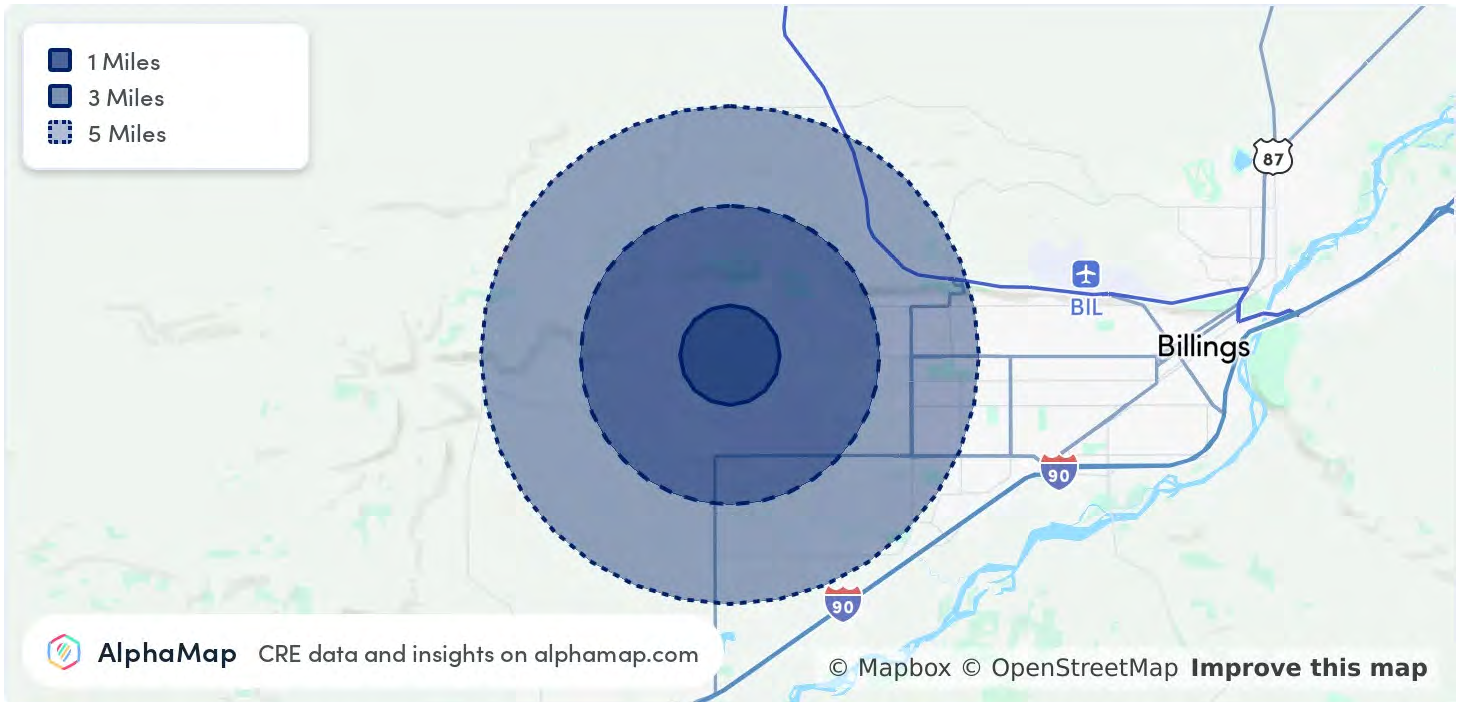 1 Miles
3 Miles
5 Miles
87
BIL
Billings
90
90
AlphaMap CRE data and insights on alphamap.com
© Mapbox © OpenStreetMap Improve this map